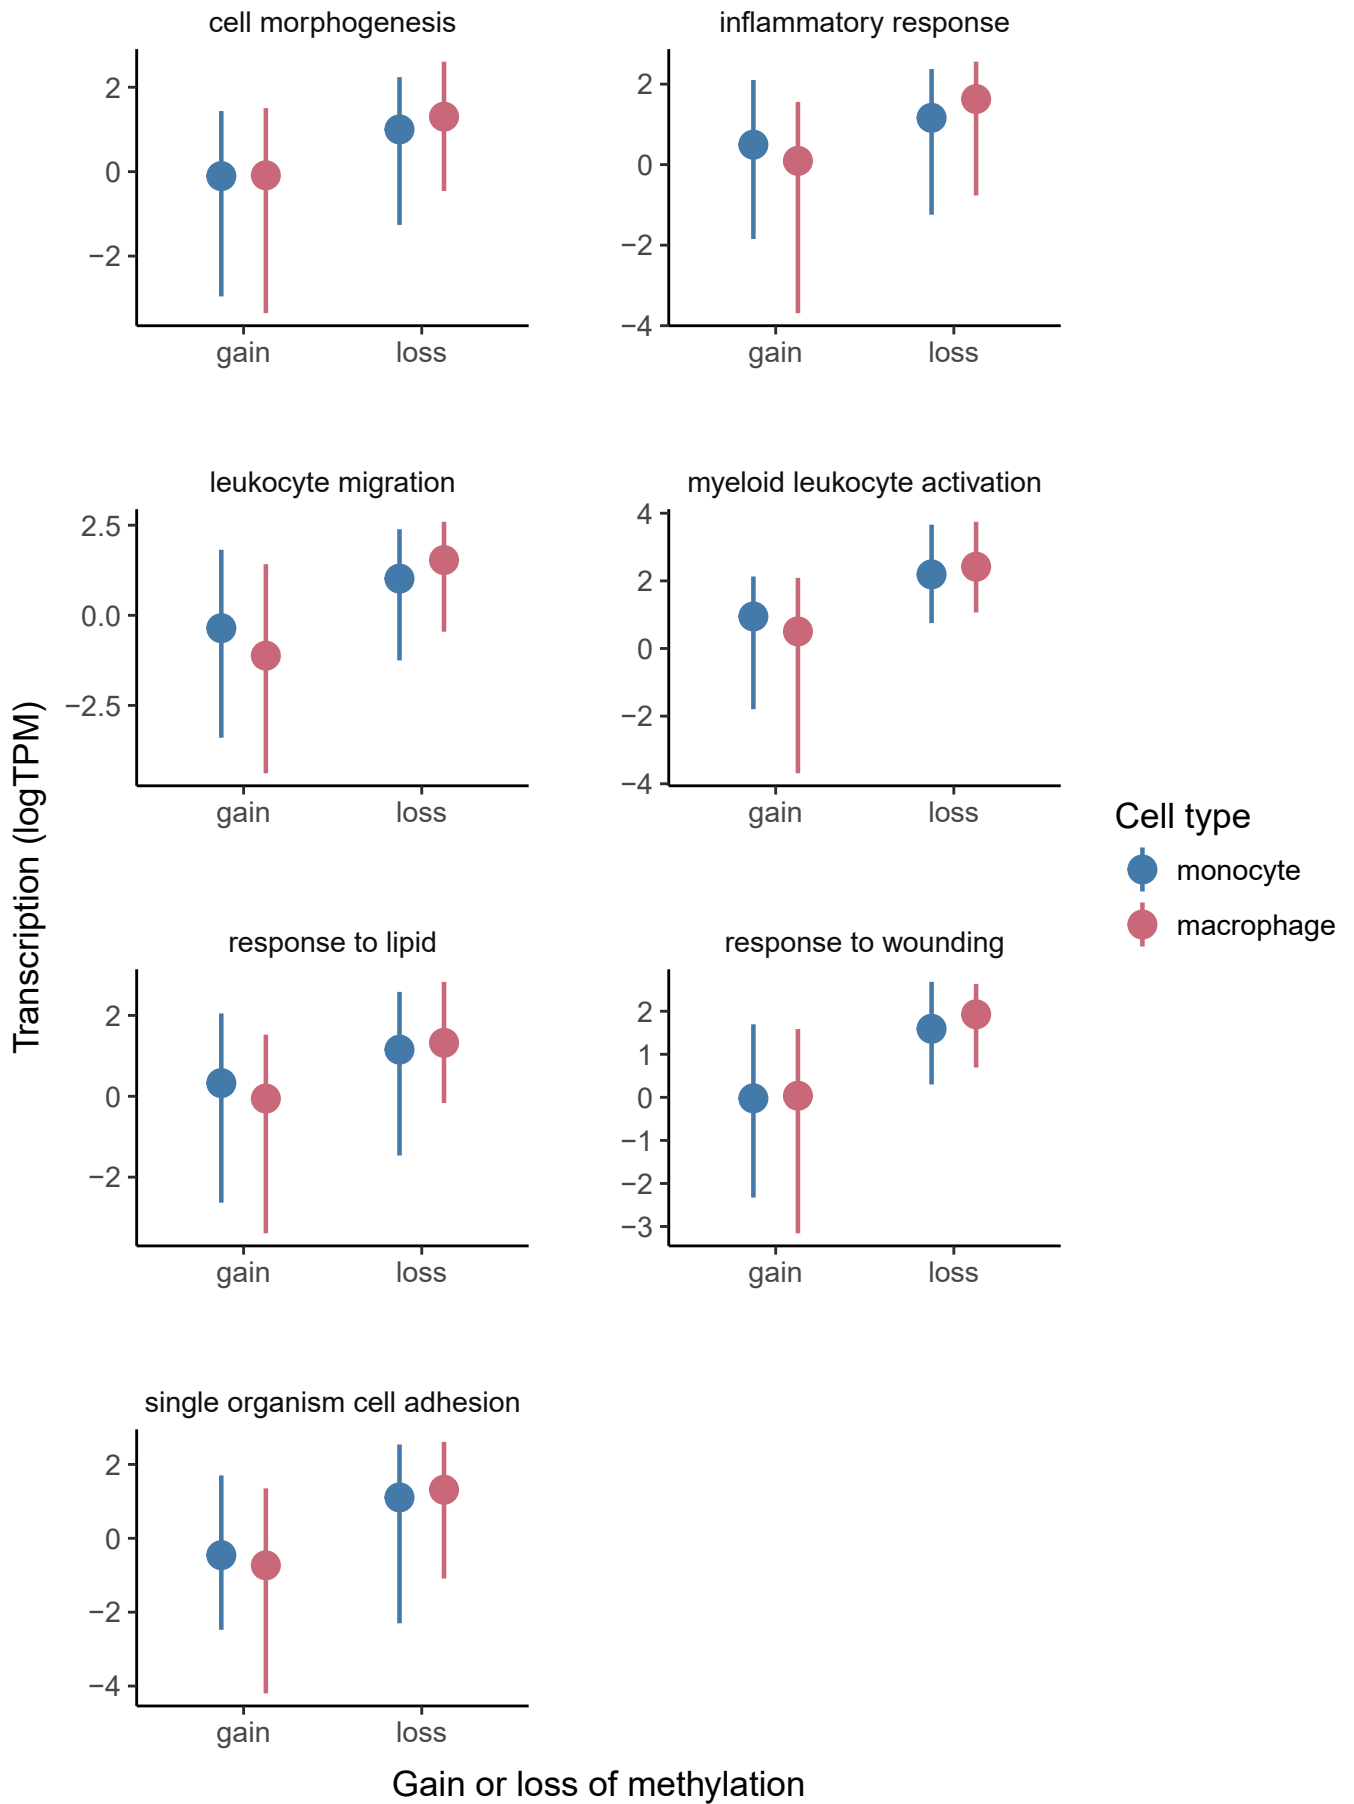 cell morphogenesis
2
0
−2
gain loss
inflammatory response
2
0
−2
−4
gain loss
leukocyte migration
2.5
0.0
−2.5
gain loss
myeloid leukocyte activation
4
2
0
−2
−4
gain loss
response to lipid
2
0
−2
gain loss
response to wounding
2
1
0
−1
−2
−3
gain loss
single organism cell adhesion
2
0
−2
−4
gain loss
Transcription (logTPM)
Gain or loss of methylation
Cell type
monocyte
macrophage